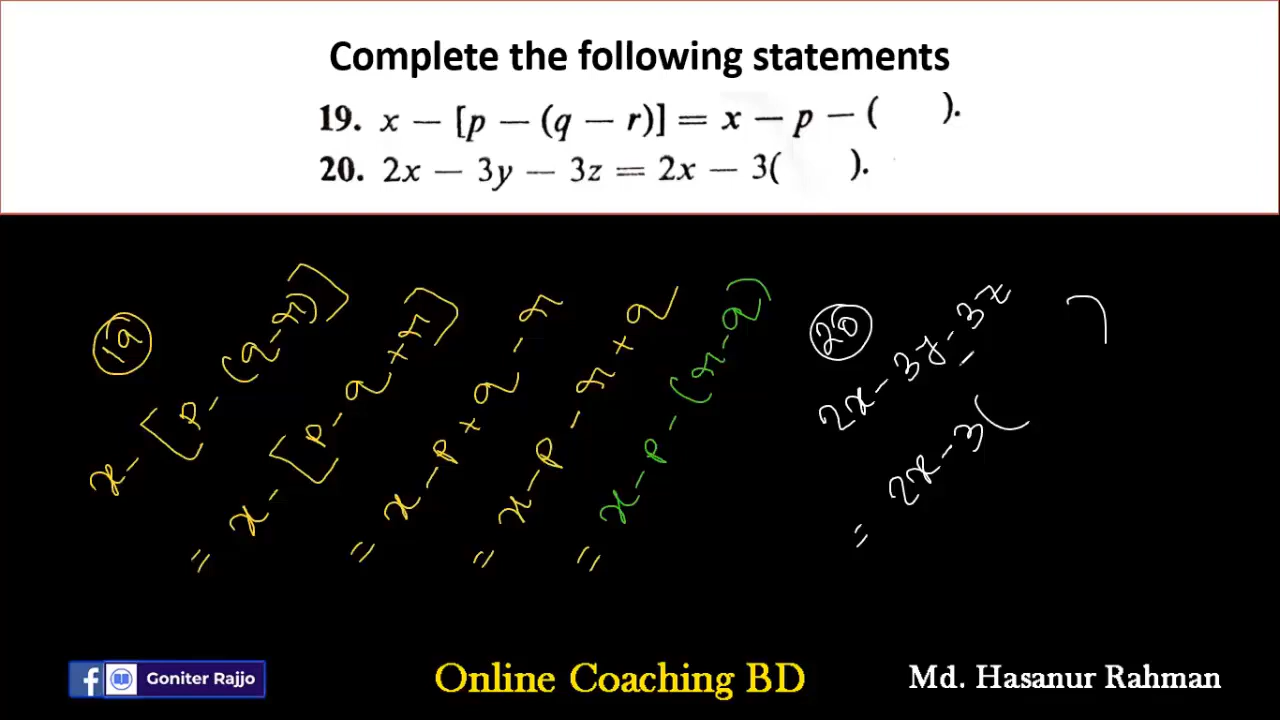 Complete the following statements
19. x − [p − (q − r)] = x − p − (      ).
20. 2x − 3y − 3z = 2x − 3(      ).
19
x − [p − (q − r)]
= x − [p − q + r]
= x − p + q − r
= x − p − r + q
= x − p − (r − q)
20
2x − 3y − 3z
= 2x − 3(
)
Goniter Rajjo
Online Coaching BD
Md. Hasanur Rahman